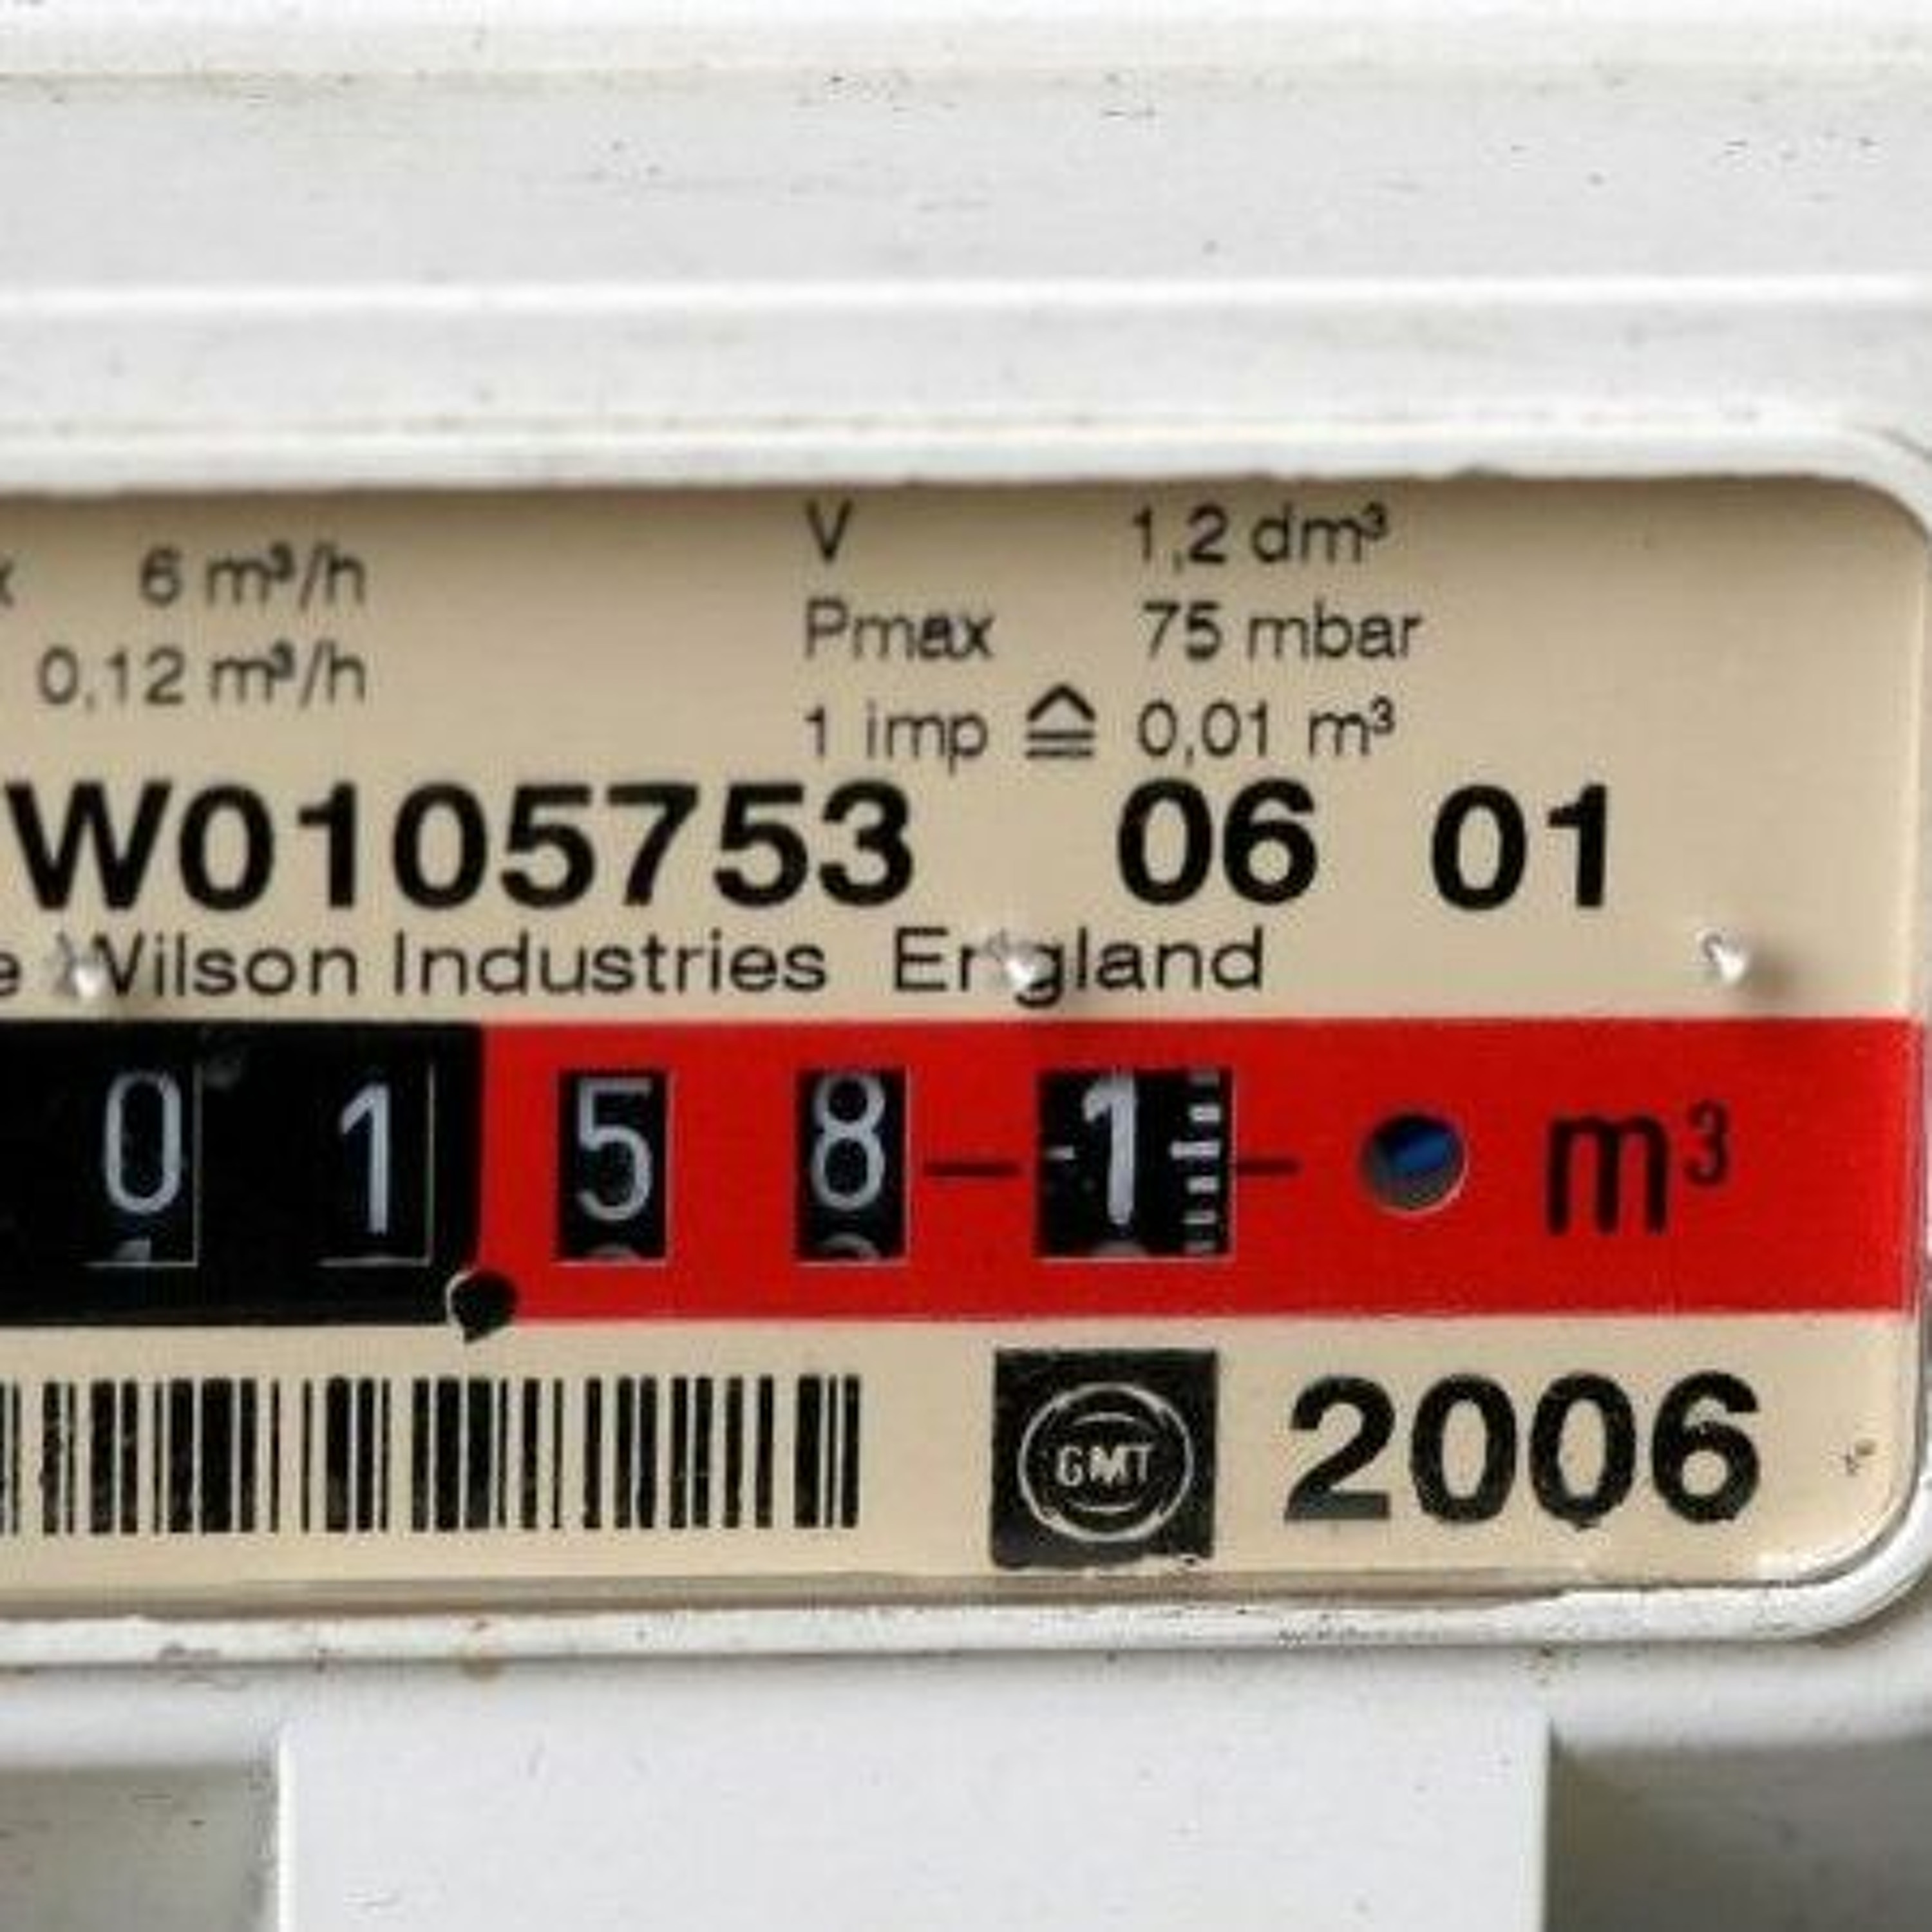 V 1,2 dm³
6 m³/h
Pmax 75 mbar
0,12 m³/h
1 imp ≙ 0,01 m³
W0105753 06 01
Wilson Industries England
0 1 5 8 1 m³
GMT 2006